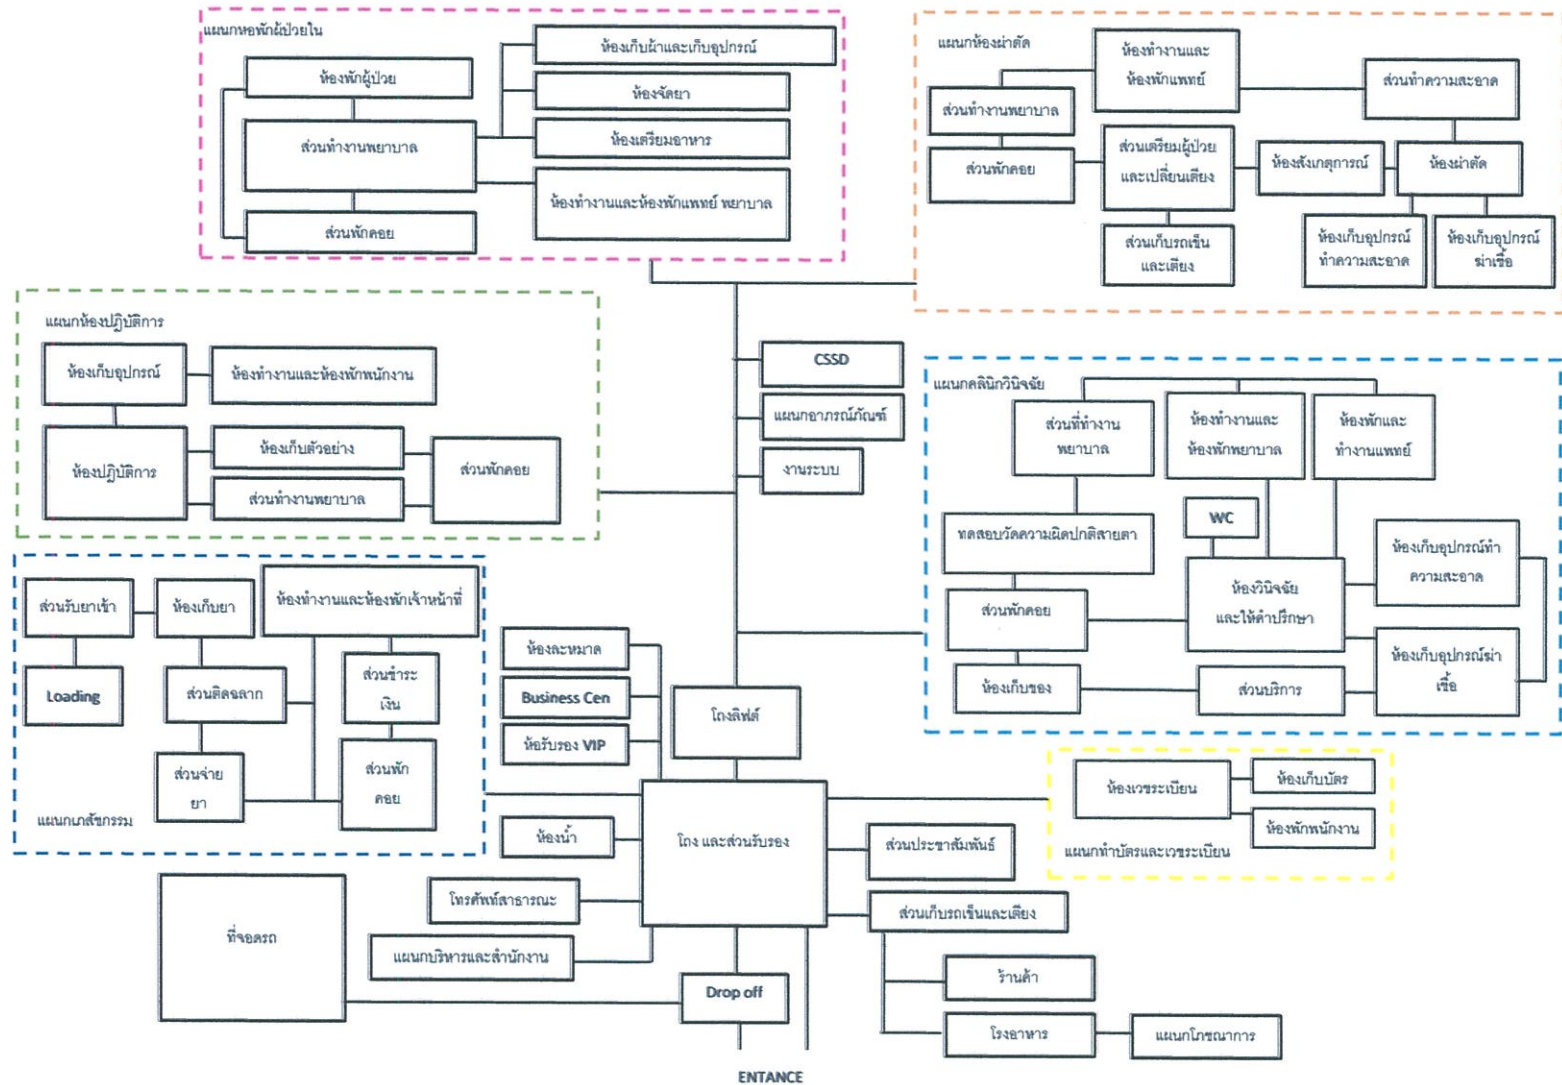 แผนกหอพักผู้ป่วยใน
ห้องพักผู้ป่วย
ส่วนทำงานพยาบาล
ส่วนพักคอย
ห้องเก็บผ้าและเก็บอุปกรณ์
ห้องจัดยา
ห้องเตรียมอาหาร
ห้องทำงานและห้องพักแพทย์ พยาบาล
แผนกห้องผ่าตัด
ห้องทำงานและ
ห้องพักแพทย์
ส่วนทำความสะอาด
ส่วนทำงานพยาบาล
ส่วนพักคอย
ส่วนเตรียมผู้ป่วย
และเปลี่ยนเตียง
ห้องสังเกตุการณ์
ห้องผ่าตัด
ส่วนเก็บรถเข็น
และเตียง
ห้องเก็บอุปกรณ์
ทำความสะอาด
ห้องเก็บอุปกรณ์
ฆ่าเชื้อ
แผนกห้องปฏิบัติการ
ห้องเก็บอุปกรณ์
ห้องทำงานและห้องพักพนักงาน
ห้องปฏิบัติการ
ห้องเก็บตัวอย่าง
ส่วนทำงานพยาบาล
ส่วนพักคอย
CSSD
แผนกอาภรณ์ภัณฑ์
งานระบบ
แผนกคลินิกวินิจฉัย
ส่วนที่ทำงาน
พยาบาล
ห้องทำงานและ
ห้องพักพยาบาล
ห้องพักและ
ทำงานแพทย์
WC
ทดสอบวัดความผิดปกติสายตา
ส่วนพักคอย
ห้องเก็บของ
ห้องวินิจฉัย
และให้คำปรึกษา
ส่วนบริการ
ห้องเก็บอุปกรณ์ทำ
ความสะอาด
ห้องเก็บอุปกรณ์ฆ่า
เชื้อ
ส่วนรับยาเข้า
ห้องเก็บยา
ห้องทำงานและห้องพักเจ้าหน้าที่
Loading
ส่วนติดฉลาก
ส่วนชำระ
เงิน
ส่วนจ่าย
ยา
ส่วนพัก
คอย
แผนกเภสัชกรรม
ห้องละหมาด
Business Cen
ห้อรับรอง VIP
โถงลิฟต์
ห้องน้ำ
โถง และส่วนรับรอง
โทรศัพท์สาธารณะ
แผนกบริหารและสำนักงาน
ที่จอดรถ
Drop off
ENTANCE
ห้องเวชระเบียน
ห้องเก็บบัตร
ห้องพักพนักงาน
แผนกทำบัตรและเวชระเบียน
ส่วนประชาสัมพันธ์
ส่วนเก็บรถเข็นและเตียง
ร้านค้า
โรงอาหาร
แผนกโภชณาการ